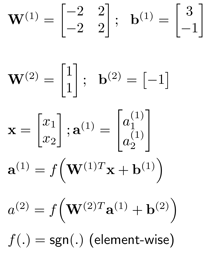 W^(1) = [-2 2; -2 2]; b^(1) = [3; -1]
W^(2) = [1; 1]; b^(2) = [-1]
x = [x_1; x_2]; a^(1) = [a_1^(1); a_2^(1)]
a^(1) = f(W^(1)T x + b^(1))
a^(2) = f(W^(2)T a^(1) + b^(2))
f(.) = sgn(.) (element-wise)